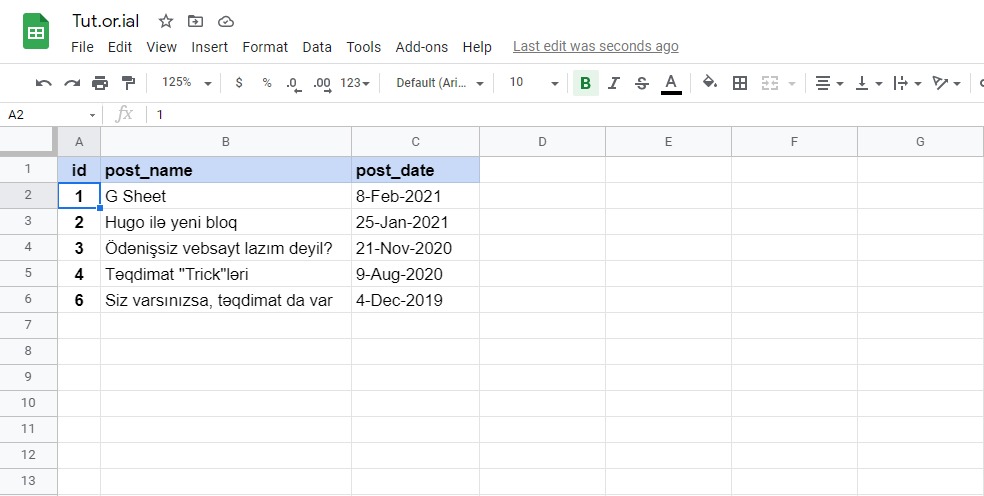 Tut.or.ial
File Edit View Insert Format Data Tools Add-ons Help Last edit was seconds ago
125% $ % .0 .00 123 Default (Ari... 10 B I S A
A2 fx 1
A B C D E F G
1 id post_name post_date
2 1 G Sheet 8-Feb-2021
3 2 Hugo ilə yeni bloq 25-Jan-2021
4 3 Ödənişsiz vebsayt lazım deyil? 21-Nov-2020
5 4 Təqdimat "Trick"ləri 9-Aug-2020
6 6 Siz varsınızsa, təqdimat da var 4-Dec-2019
7
8
9
10
11
12
13